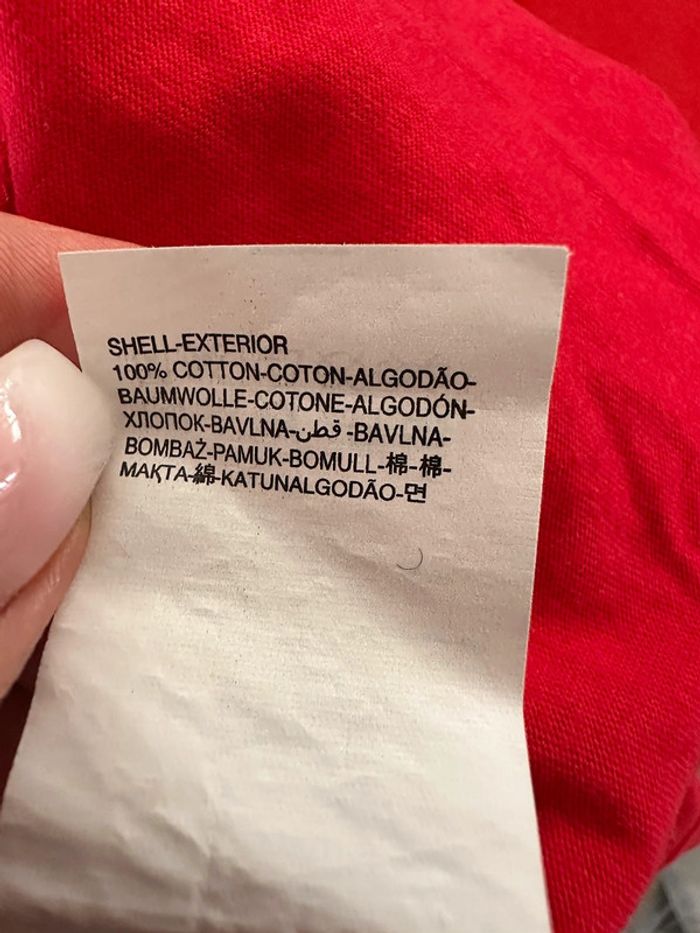 SHELL-EXTERIOR
100% COTTON-COTON-ALGODÃO-
BAUMWOLLE-COTONE-ALGODÓN-
ХЛОПОК-BAVLNA-قطن-BAVLNA-
BOMBAŻ-PAMUK-BOMULL-棉-棉-
МАҚТА-綿-KATUNALGODÃO-면